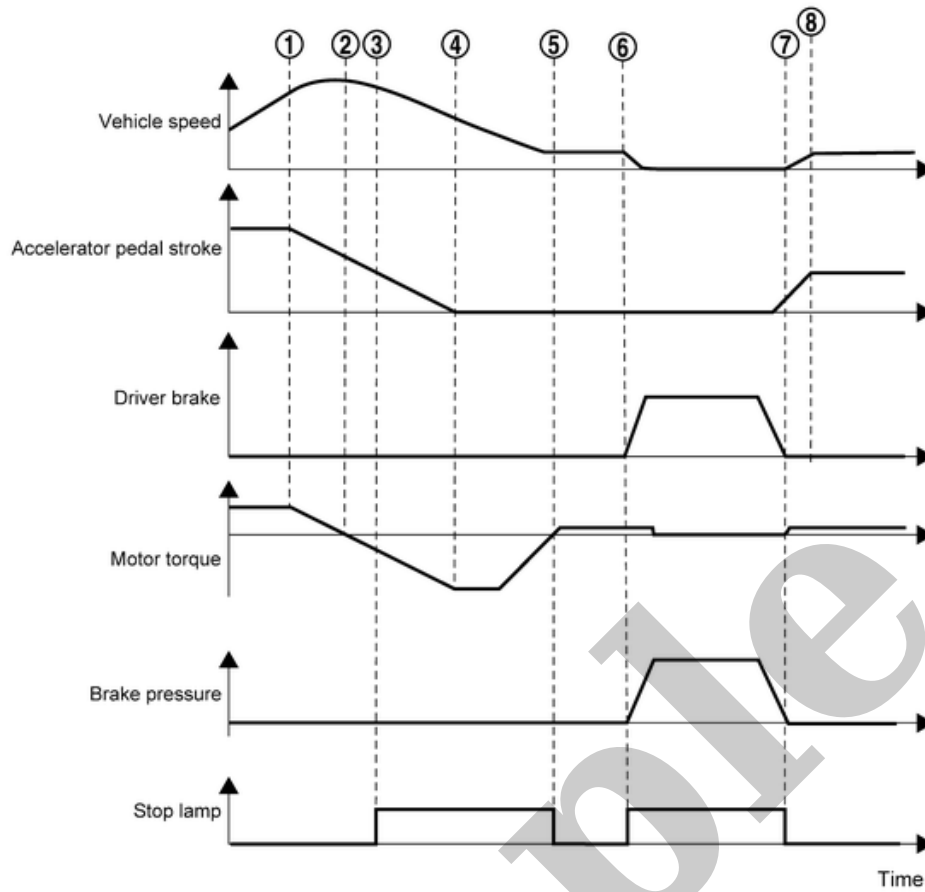 ① ② ③ ④ ⑤ ⑥ ⑦ ⑧
Vehicle speed
Accelerator pedal stroke
Driver brake
Motor torque
Brake pressure
Stop lamp
Time
ple